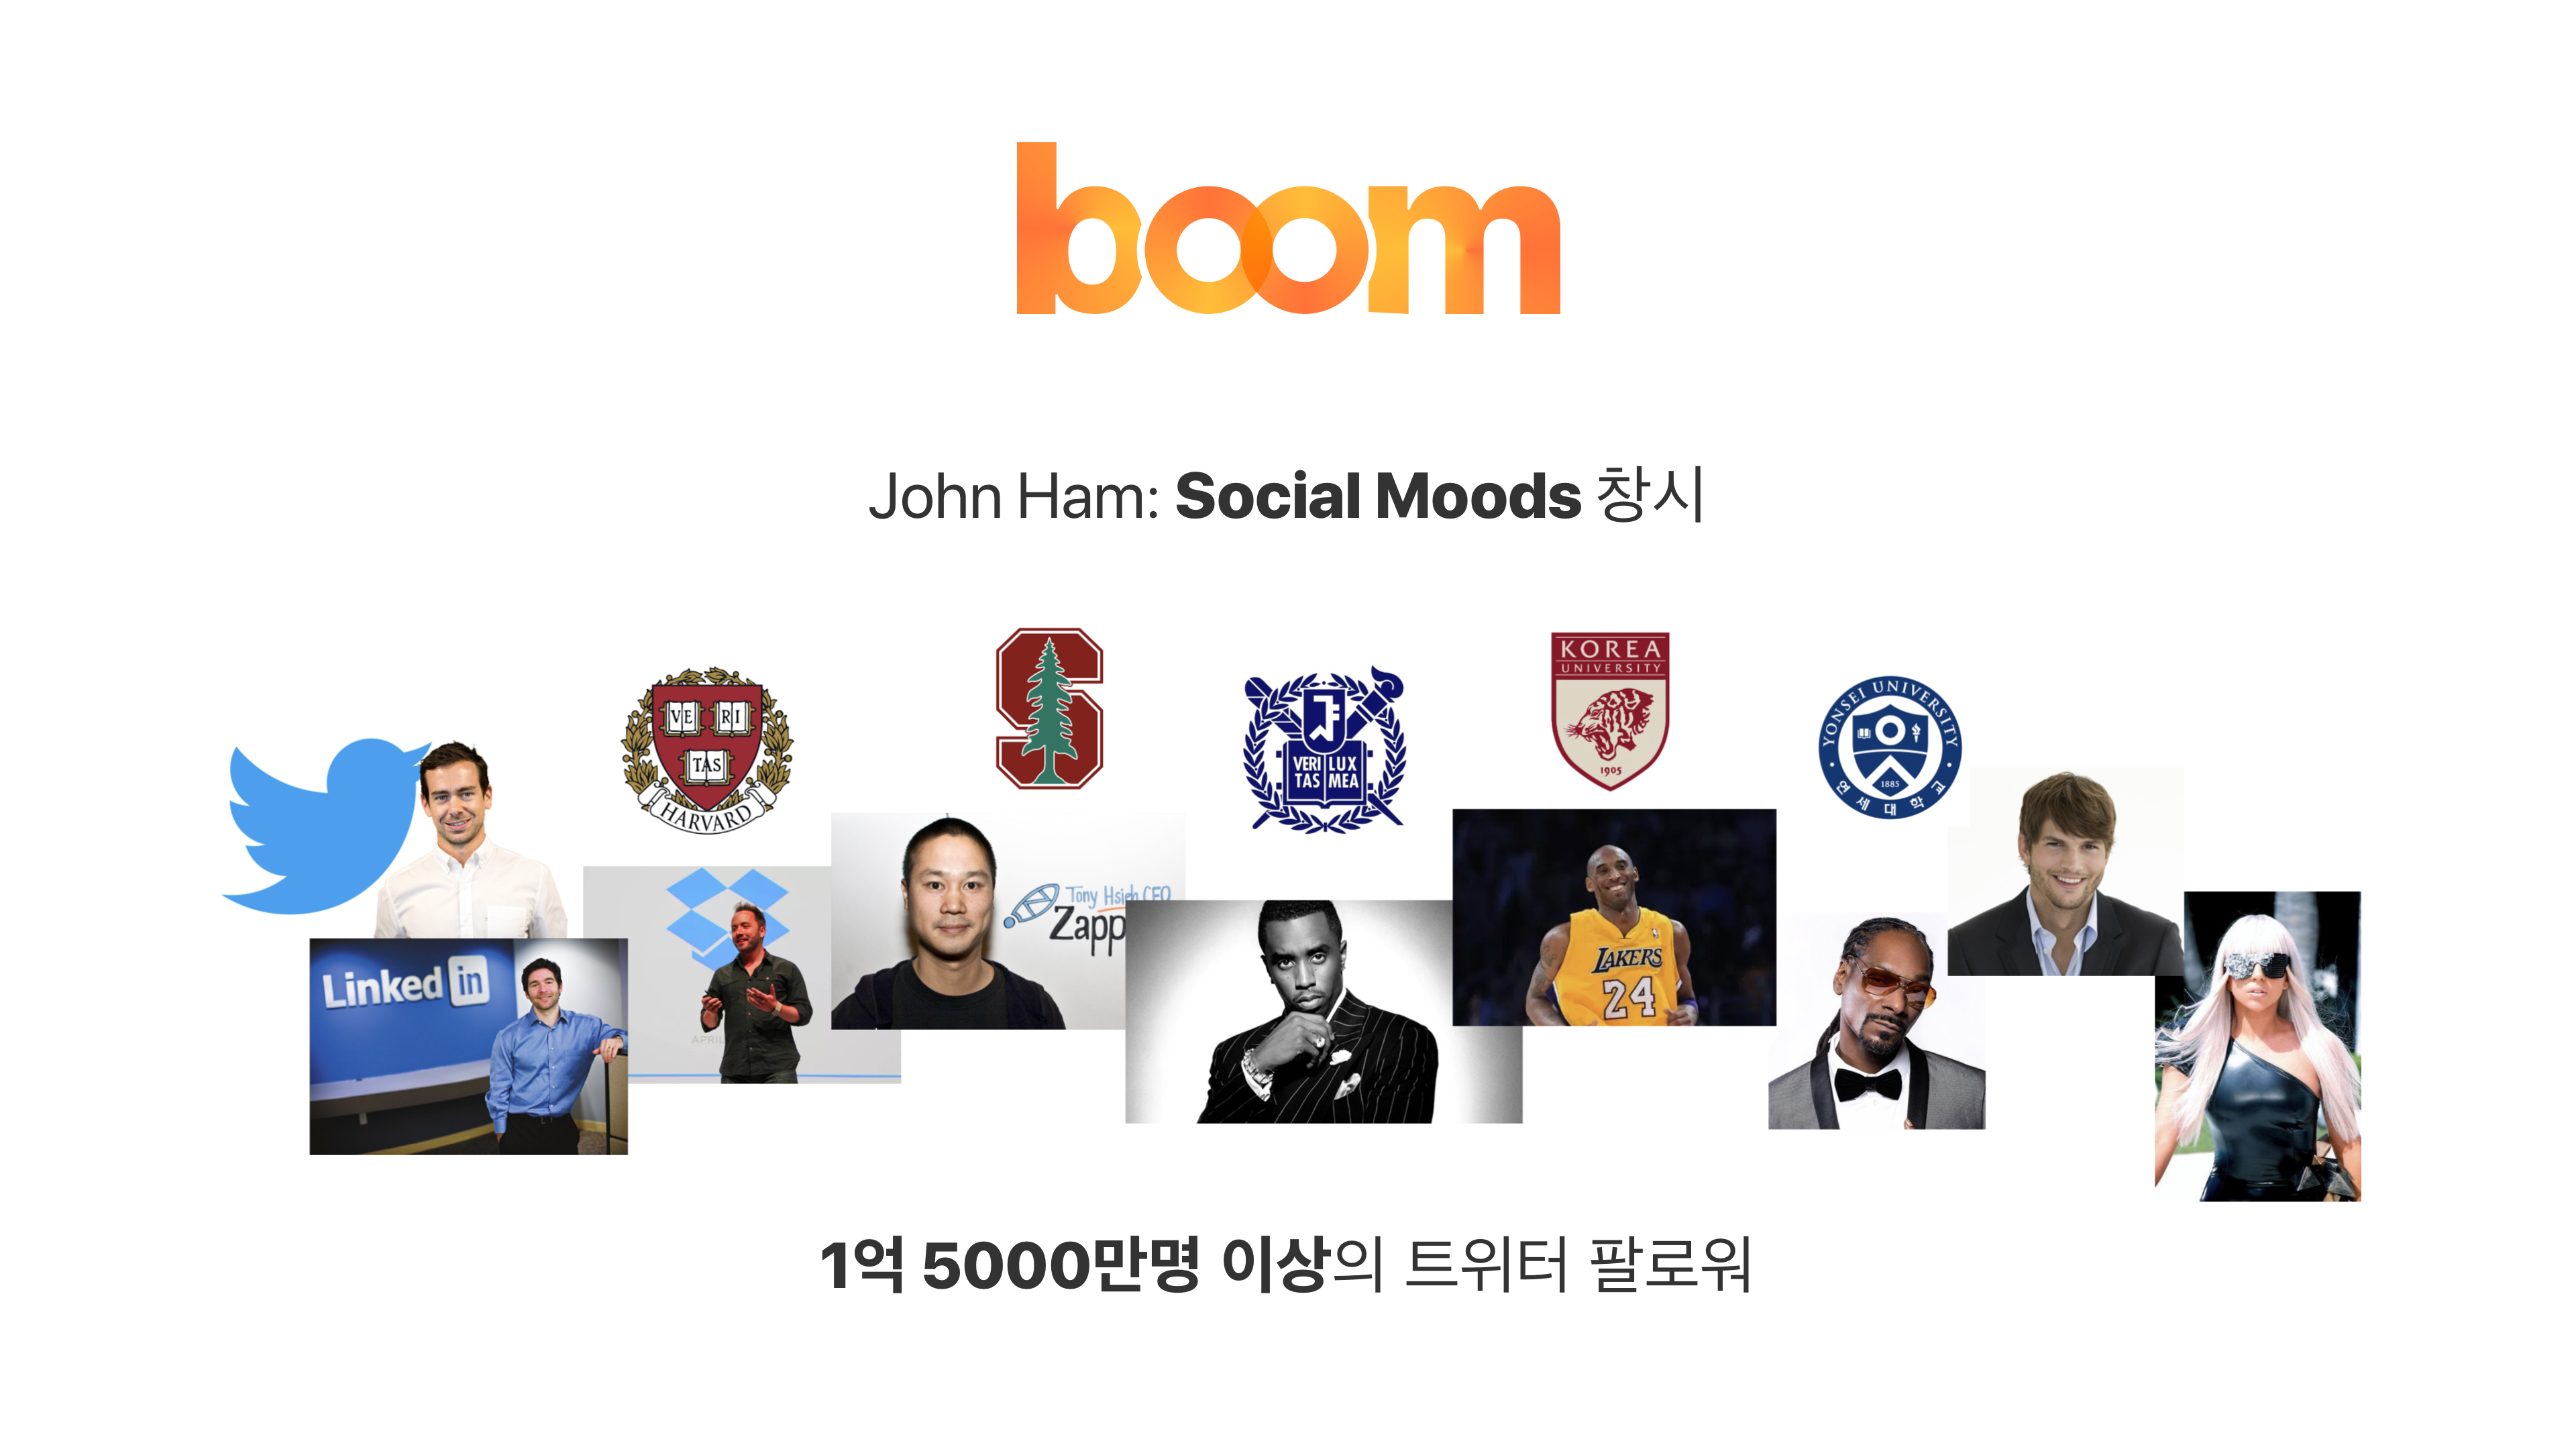 boom
John Ham: Social Moods 창시
VE RI
TAS
HARVARD
VERI LUX
TAS MEA
KOREA
UNIVERSITY
1905
YONSEI UNIVERSITY
1885
연세대학교
Linked in
APRIL
Tony Hsieh CEO
Zapp
LAKERS
24
1억 5000만명 이상의 트위터 팔로워